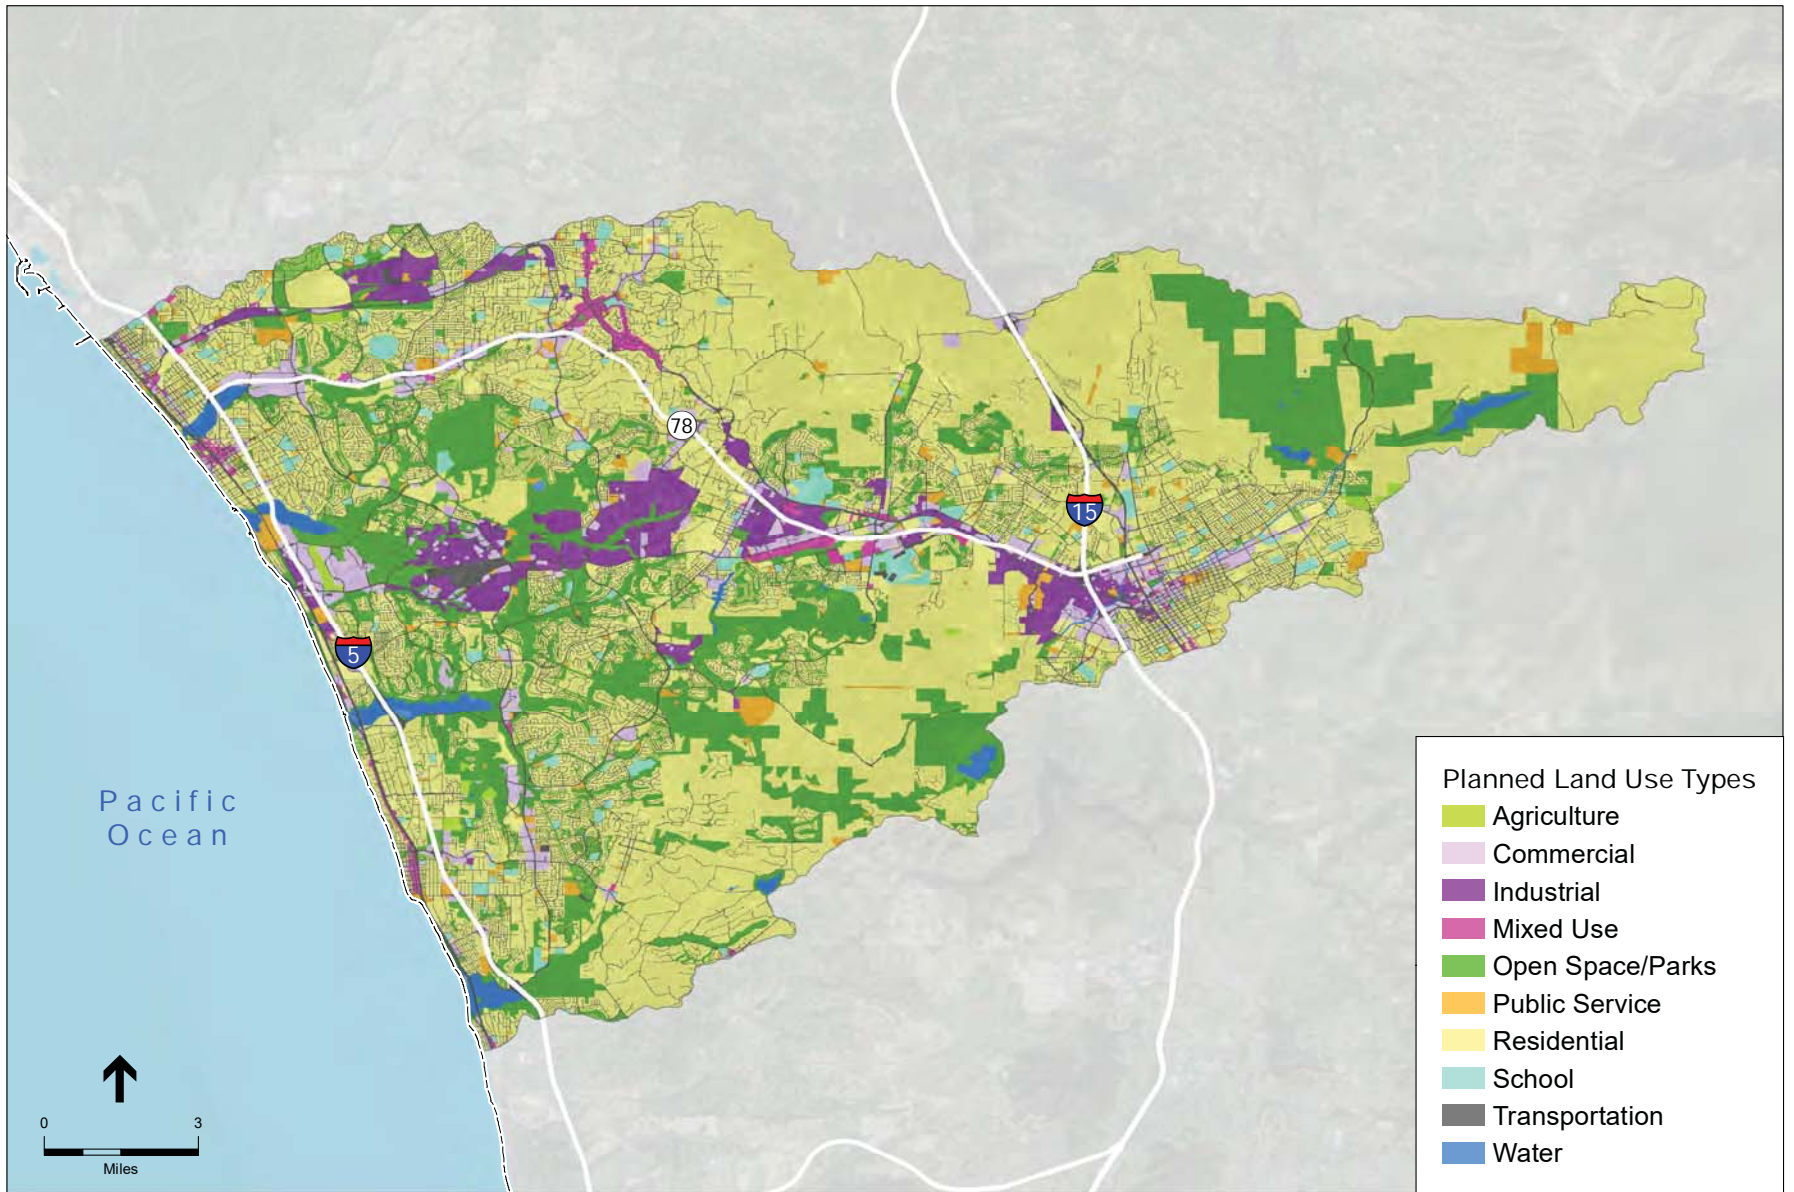 78
15
5
Pacific
Ocean
0 3
Miles
Planned Land Use Types
Agriculture
Commercial
Industrial
Mixed Use
Open Space/Parks
Public Service
Residential
School
Transportation
Water